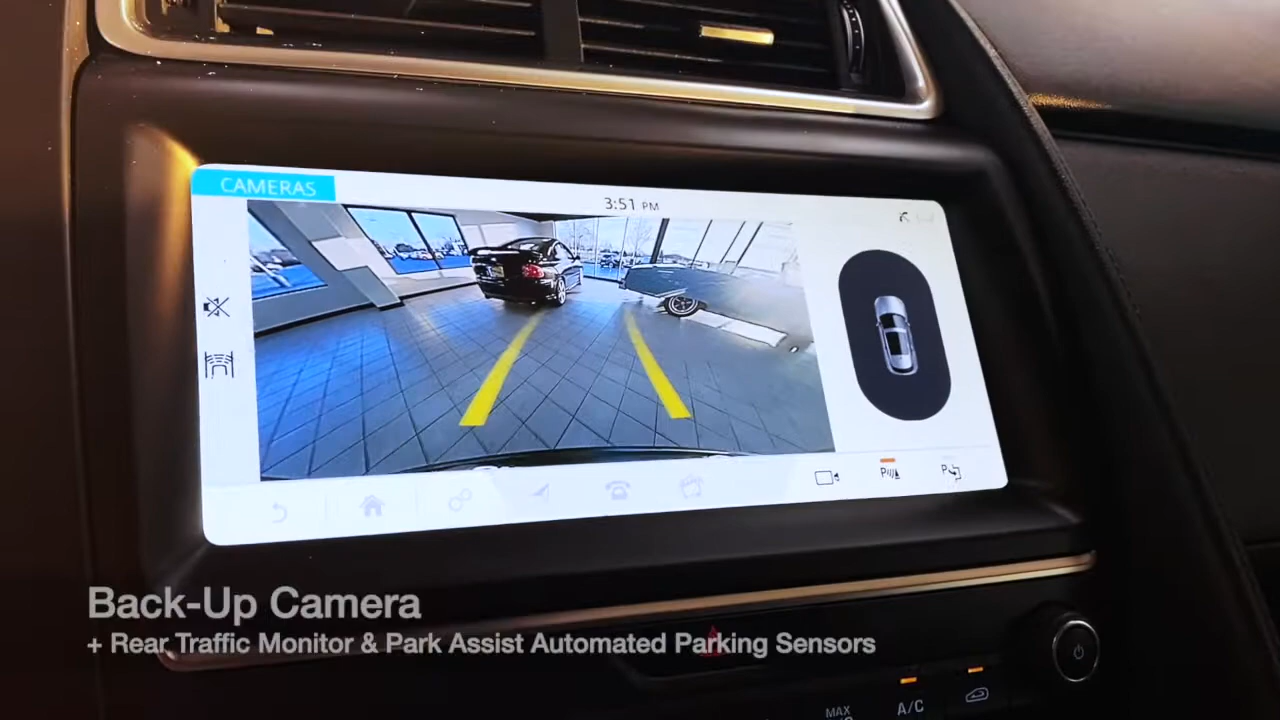 CAMERAS
3:51 PM
P
P
Back-Up Camera
+ Rear Traffic Monitor & Park Assist Automated Parking Sensors
MAX
A/C